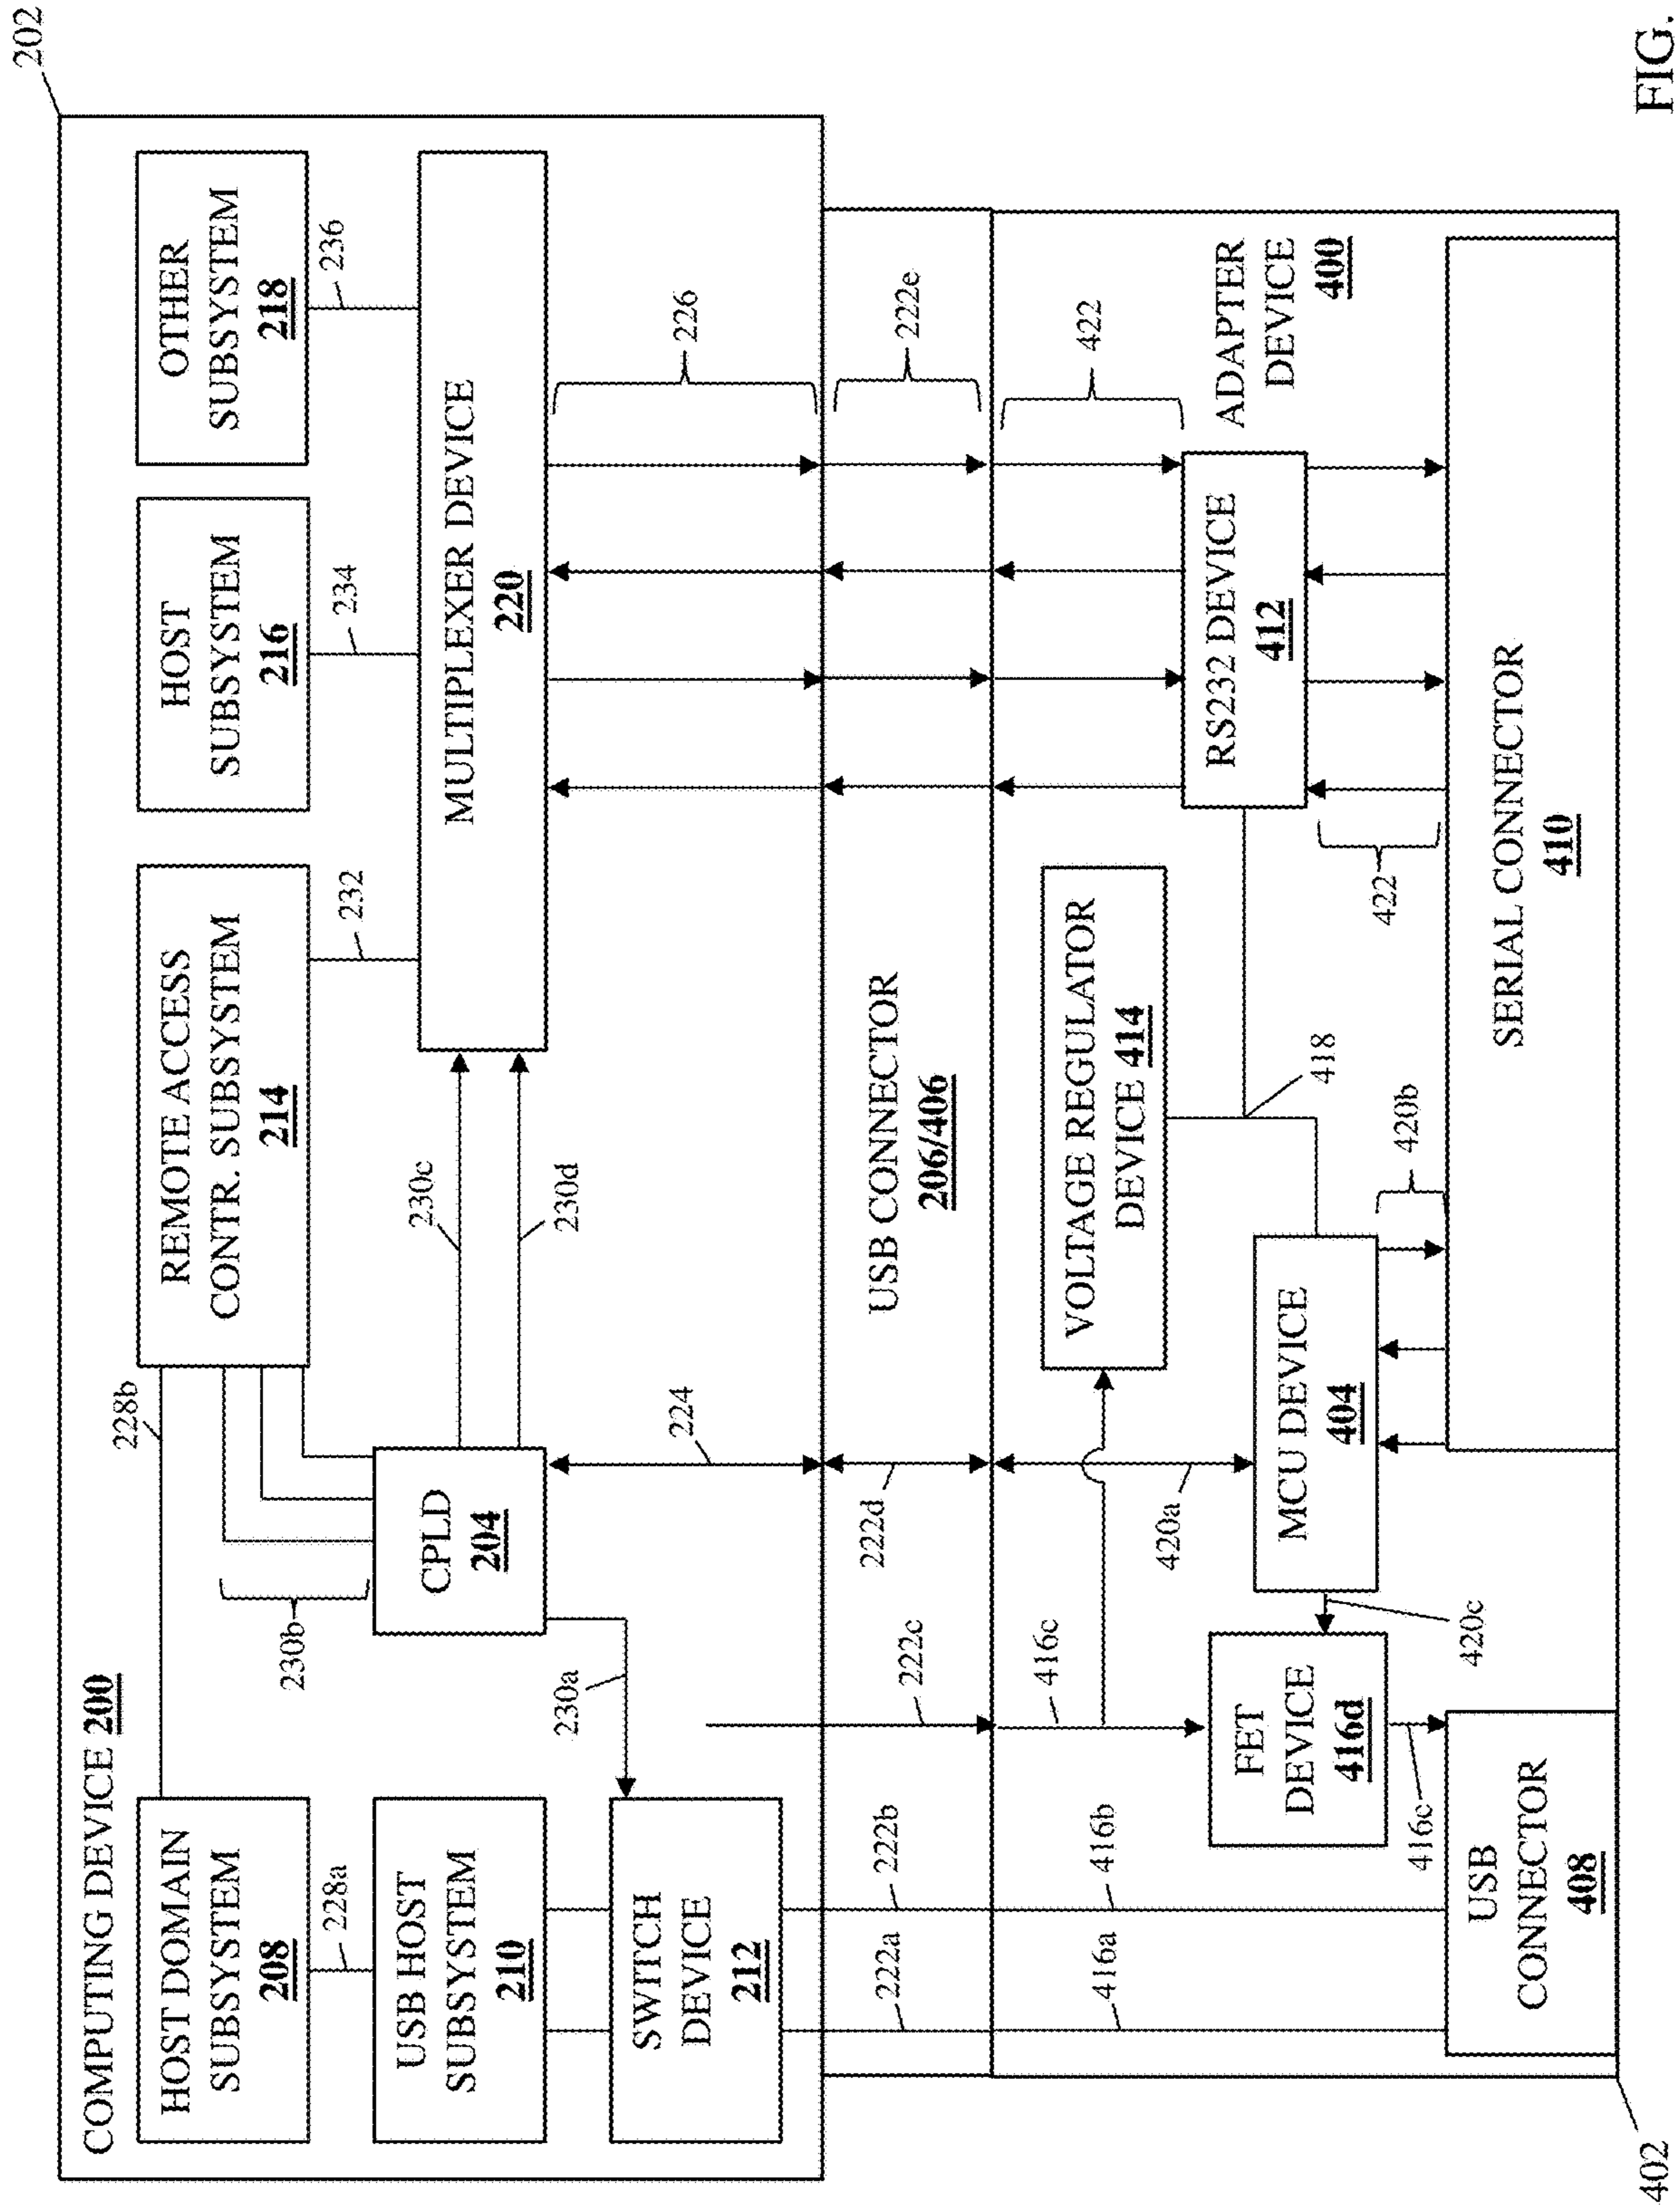 202
COMPUTING DEVICE 200
HOST DOMAIN
SUBSYSTEM
208
228a
USB HOST
SUBSYSTEM
210
SWITCH
DEVICE
212
228b
230b
CPLD
204
230a
224
REMOTE ACCESS
CONTR. SUBSYSTEM
214
232
HOST
SUBSYSTEM
216
234
OTHER
SUBSYSTEM
218
236
230c
230d
MULTIPLEXER DEVICE
220
226
222a
222b
222c
222d
USB CONNECTOR
206/406
222e
416a
416b
416c
420a
VOLTAGE REGULATOR
DEVICE 414
422
ADAPTER
DEVICE
400
FET
DEVICE
416d
416c
420c
MCU DEVICE
404
420b
418
RS232 DEVICE
412
422
USB
CONNECTOR
408
SERIAL CONNECTOR
410
402
FIG.